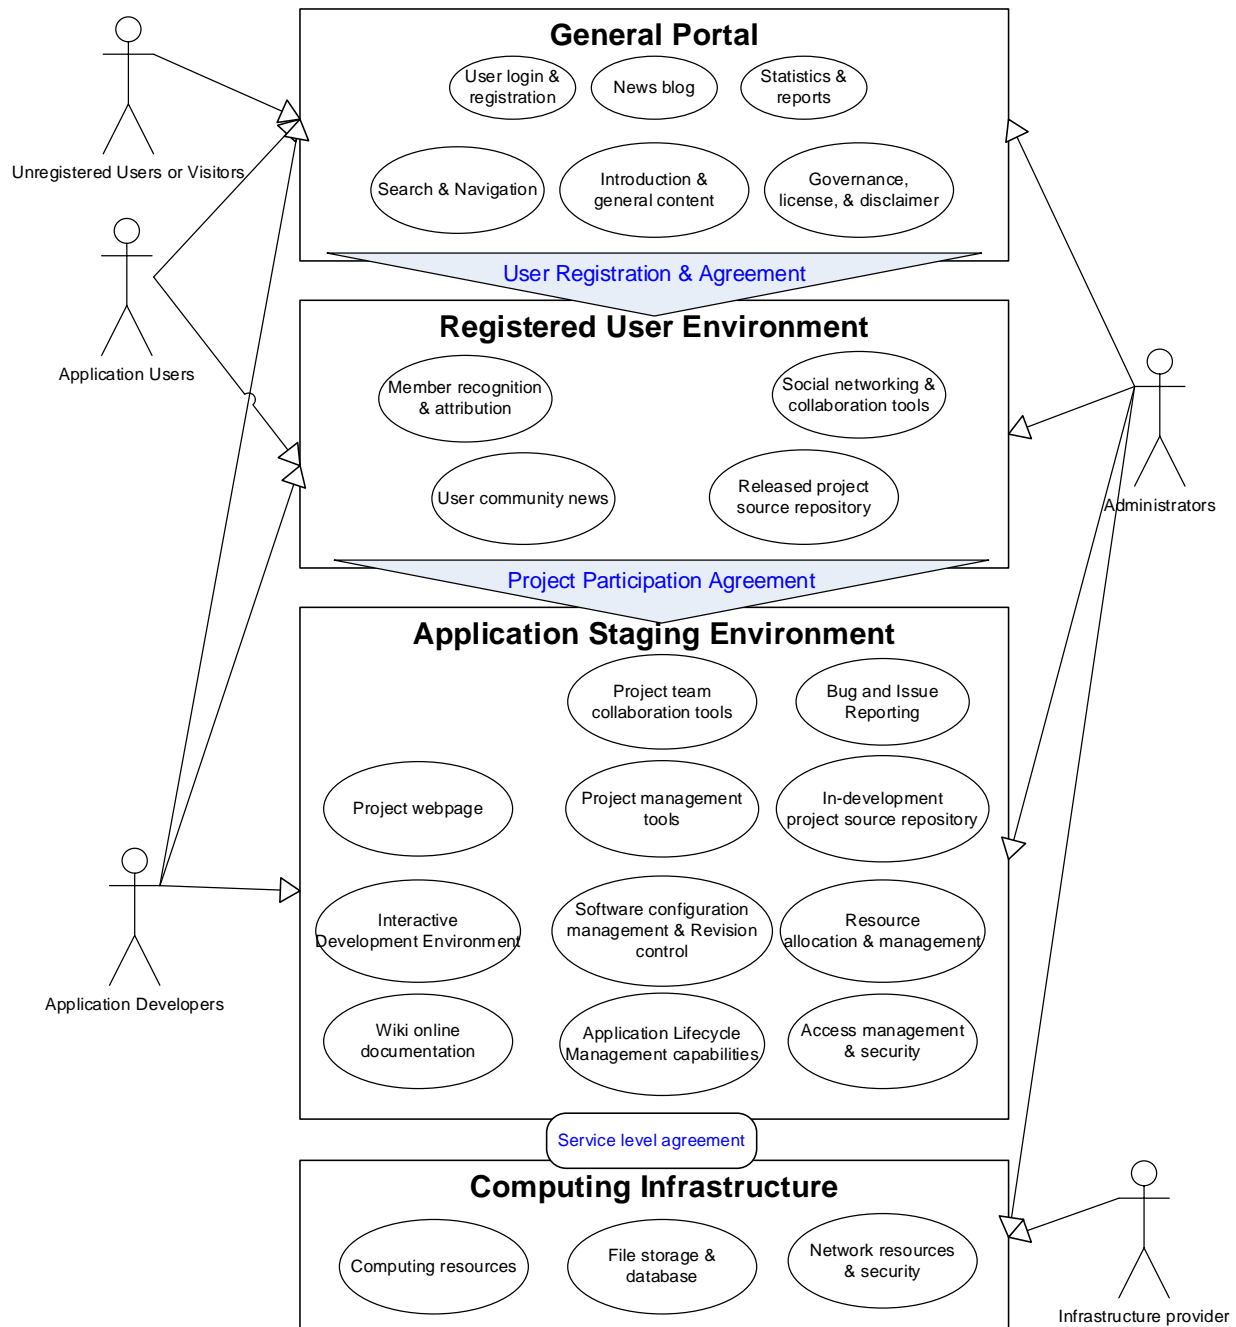 General Portal
User login &
registration
News blog
Statistics &
reports
Unregistered Users or Visitors
Search & Navigation
Introduction &
general content
Governance,
license, & disclaimer
User Registration & Agreement
Registered User Environment
Application Users
Member recognition
& attribution
Social networking &
collaboration tools
User community news
Released project
source repository
Administrators
Project Participation Agreement
Application Staging Environment
Project team
collaboration tools
Bug and Issue
Reporting
Project webpage
Project management
tools
In-development
project source repository
Interactive
Development Environment
Software configuration
management & Revision
control
Resource
allocation & management
Application Developers
Wiki online
documentation
Application Lifecycle
Management capabilities
Access management
& security
Service level agreement
Computing Infrastructure
Computing resources
File storage &
database
Network resources
& security
Infrastructure provider